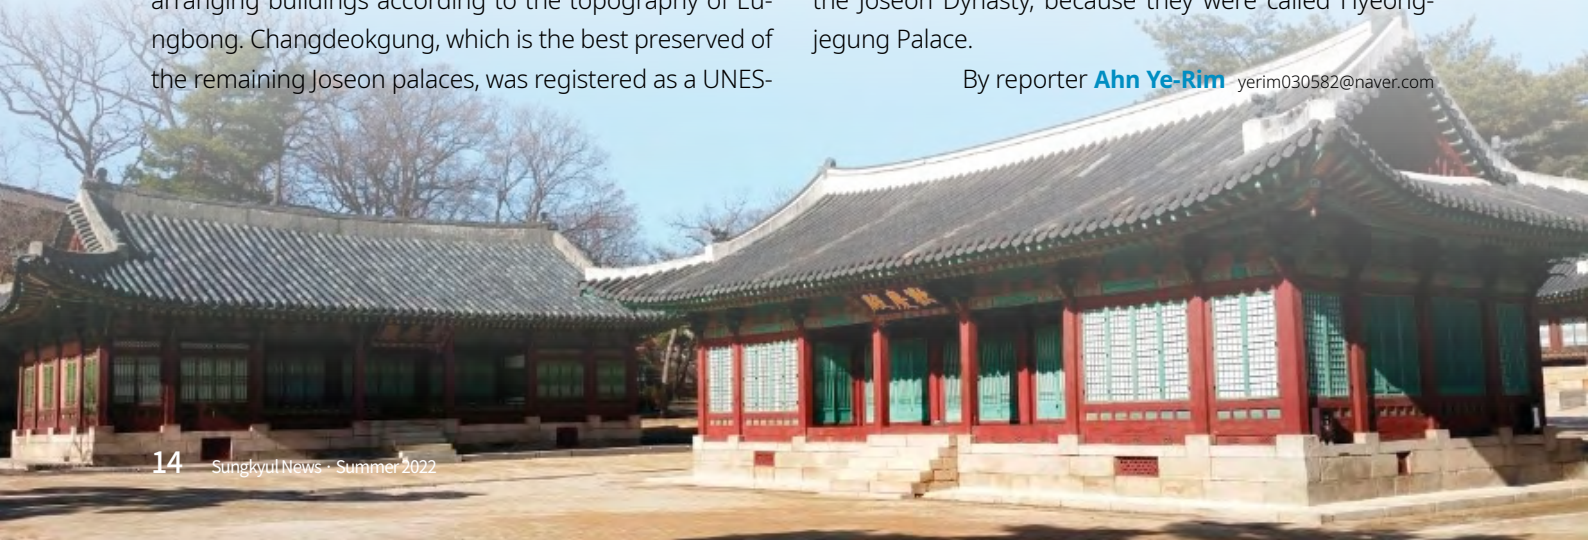 arranging buildings according to the topography of Eu-
ngbong. Changdeokgung, which is the best preserved of
the remaining Joseon palaces, was registered as a UNES-
the Joseon Dynasty, because they were called Hyeong-
jegung Palace.
By reporter Ahn Ye-Rim yerim030582@naver.com
14 Sungkyul News · Summer 2022